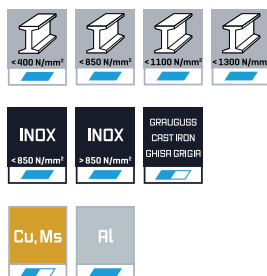 <400 N/mm² <850 N/mm² <1100 N/mm² <1300 N/mm²
INOX INOX GRAUGUSS
CAST IRON
GHISA GRIGIA
<850 N/mm² >850 N/mm²
Cu, Ms Al